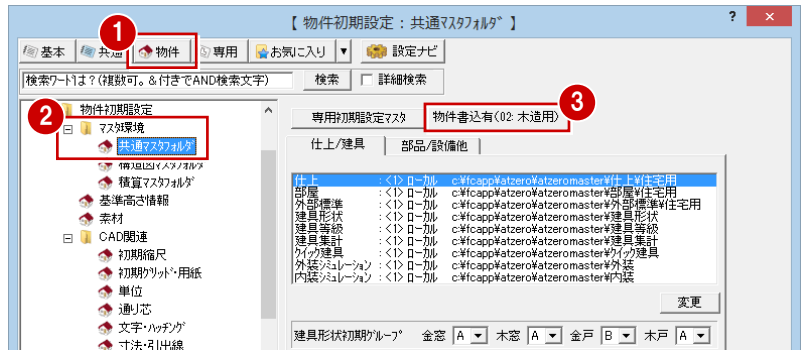 【 物件初期設定 : 共通ﾏｽﾀﾌｫﾙﾀﾞ 】
? ×
1
基本 共通 物件 専用 お気に入り ▼ 設定ナビ
検索ﾜｰﾄﾞは?(複数可。&付きでAND検索文字) 検索 詳細検索
2
3
物件初期設定
ﾏｽﾀ環境
共通ﾏｽﾀﾌｫﾙﾀﾞ
構造図ﾏｽﾀﾌｫﾙﾀﾞ
積算ﾏｽﾀﾌｫﾙﾀﾞ
基準高さ情報
素材
CAD関連
初期縮尺
初期ｸﾞﾘｯﾄﾞ・用紙
単位
通り芯
文字・ﾊｯﾁﾝｸﾞ
寸法・引出線
専用初期設定ﾏｽﾀ 物件書込有(02: 木造用)
仕上/建具 部品/設備他
仕上 : <1> ﾛｰｶﾙ c:¥fcapp¥atzero¥atzeromaster¥仕上¥住宅用
部屋 : <1> ﾛｰｶﾙ c:¥fcapp¥atzero¥atzeromaster¥部屋¥住宅用
外部標準 : <1> ﾛｰｶﾙ c:¥fcapp¥atzero¥atzeromaster¥外部標準¥住宅用
建具形状 : <1> ﾛｰｶﾙ c:¥fcapp¥atzero¥atzeromaster¥建具形状
建具等級 : <1> ﾛｰｶﾙ c:¥fcapp¥atzero¥atzeromaster¥建具等級
建具集計 : <1> ﾛｰｶﾙ c:¥fcapp¥atzero¥atzeromaster¥建具集計
ｸｲｯｸ建具 : <1> ﾛｰｶﾙ c:¥fcapp¥atzero¥atzeromaster¥ｸｲｯｸ建具
外装ｼﾐｭﾚｰｼｮﾝ : <1> ﾛｰｶﾙ c:¥fcapp¥atzero¥atzeromaster¥外装
内装ｼﾐｭﾚｰｼｮﾝ : <1> ﾛｰｶﾙ c:¥fcapp¥atzero¥atzeromaster¥内装
変更
建具形状初期ｸﾞﾙｰﾌﾟ 金窓 A 木窓 A 金戸 B 木戸 A